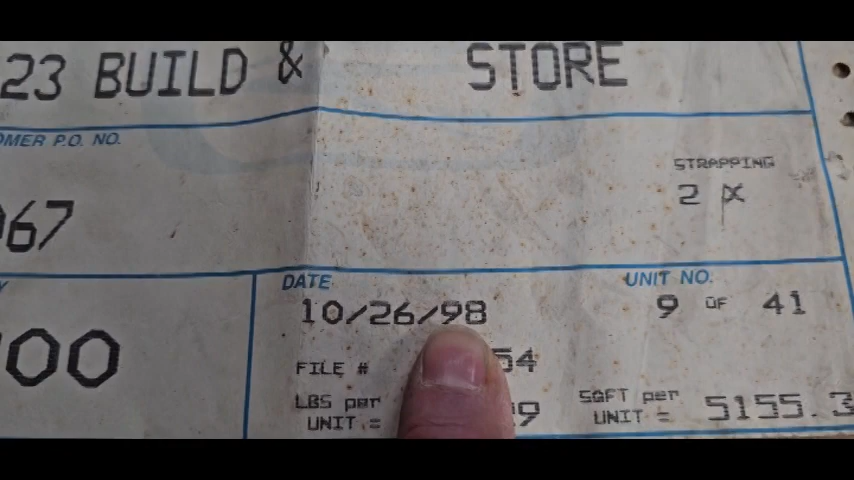 23 BUILD & STORE
OMER P.O. NO.
STRAPPING
2 X
67
DATE
UNIT NO.
10/26/98
9 OF 41
00
FILE # 54
LBS per
UNIT = 9
SQFT per
UNIT = 5155.3